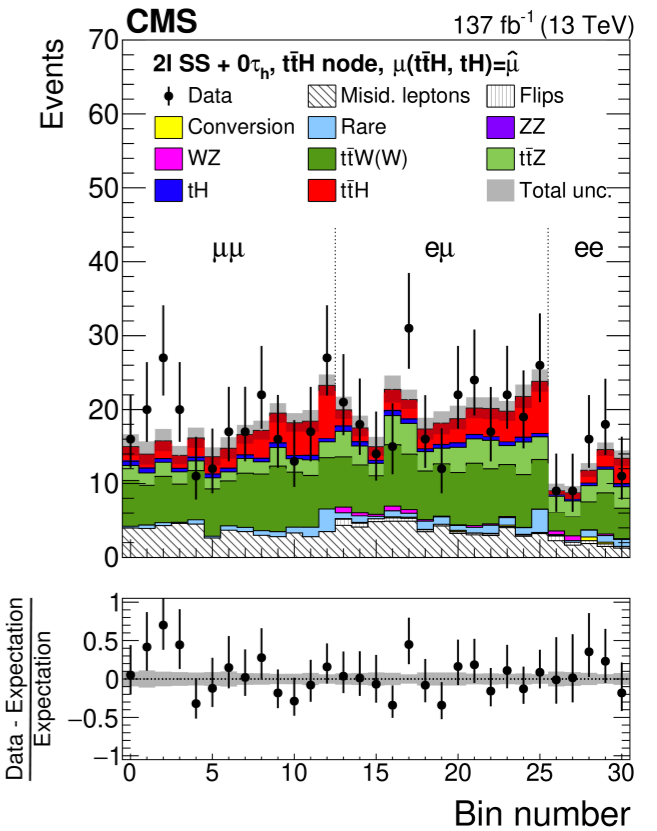 CMS 137 fb⁻¹ (13 TeV)
Events
2l SS + 0τₕ, tt̄H node, μ(tt̄H, tH)=μ̂
Data Misid. leptons Flips
Conversion Rare ZZ
WZ tt̄W(W) tt̄Z
tH tt̄H Total unc.
μμ eμ ee
70
60
50
40
30
20
10
0
Data - Expectation
Expectation
1
0.5
0
−0.5
−1
0 5 10 15 20 25 30
Bin number